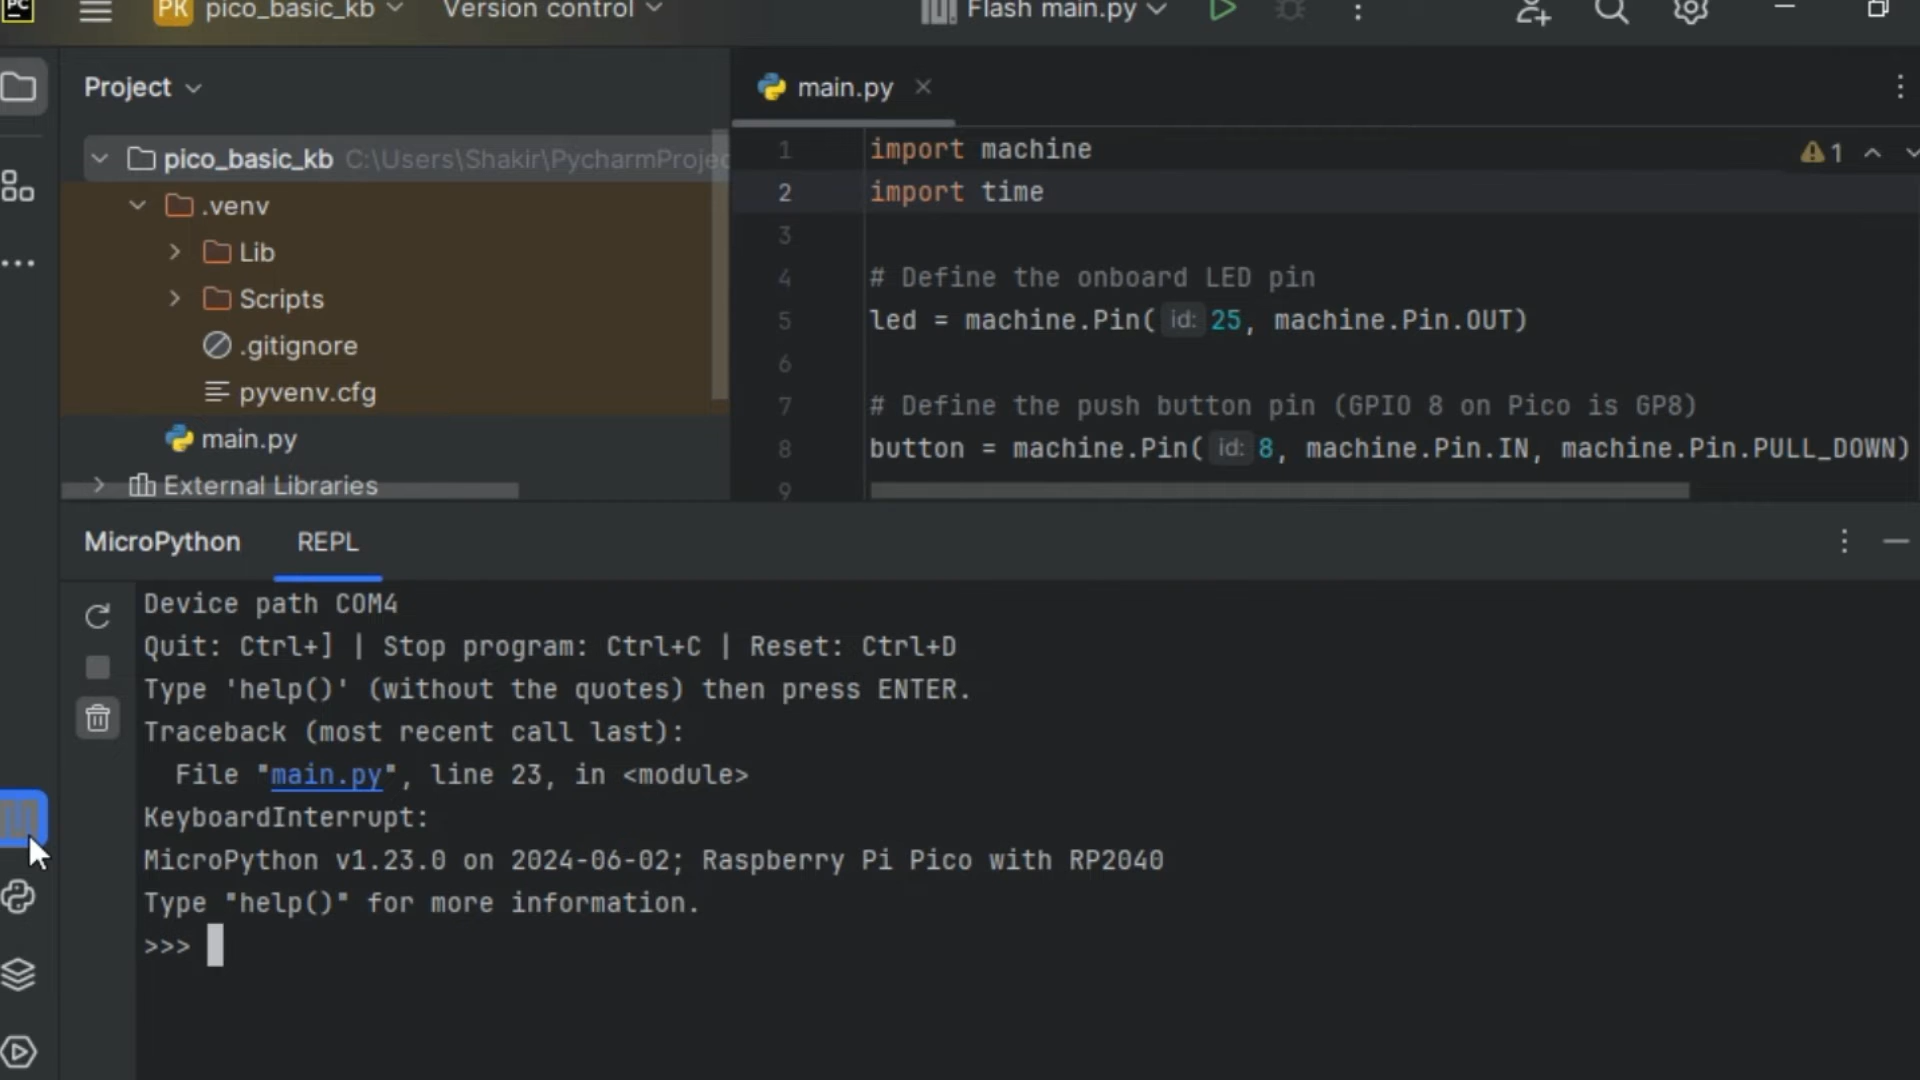 PC
PK pico_basic_kb
Version control
Flash main.py
Project
pico_basic_kb C:\Users\Shakir\PycharmProjec
.venv
Lib
Scripts
.gitignore
pyvenv.cfg
main.py
External Libraries
main.py
1 import machine
2 import time
3
4 # Define the onboard LED pin
5 led = machine.Pin( id: 25, machine.Pin.OUT)
6
7 # Define the push button pin (GPIO 8 on Pico is GP8)
8 button = machine.Pin( id: 8, machine.Pin.IN, machine.Pin.PULL_DOWN)
9
1
MicroPython REPL
Device path COM4
Quit: Ctrl+] | Stop program: Ctrl+C | Reset: Ctrl+D
Type 'help()' (without the quotes) then press ENTER.
Traceback (most recent call last):
File "main.py", line 23, in <module>
KeyboardInterrupt:
MicroPython v1.23.0 on 2024-06-02; Raspberry Pi Pico with RP2040
Type "help()" for more information.
>>>